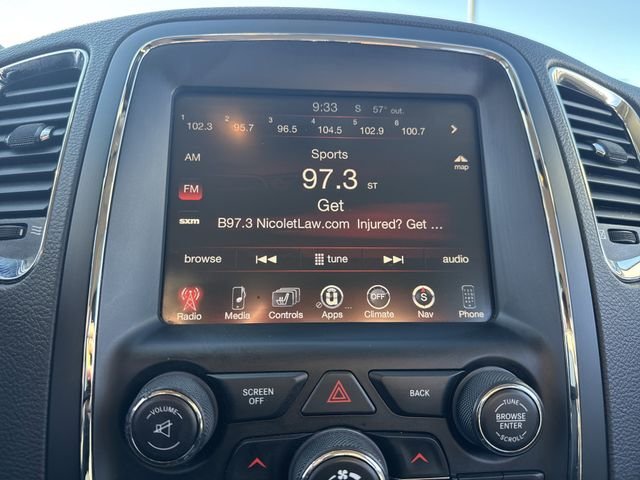 9:33 S 57° out.
1 102.3 2 95.7 3 96.5 4 104.5 5 102.9 6 100.7
AM
Sports
map
FM
97.3 ST
Get
sxm
B97.3 NicoletLaw.com Injured? Get ...
browse tune audio
Radio Media Controls Apps Climate Nav Phone
OFF
S
VOLUME
SCREEN OFF
BACK
TUNE
BROWSE
ENTER
SCROLL